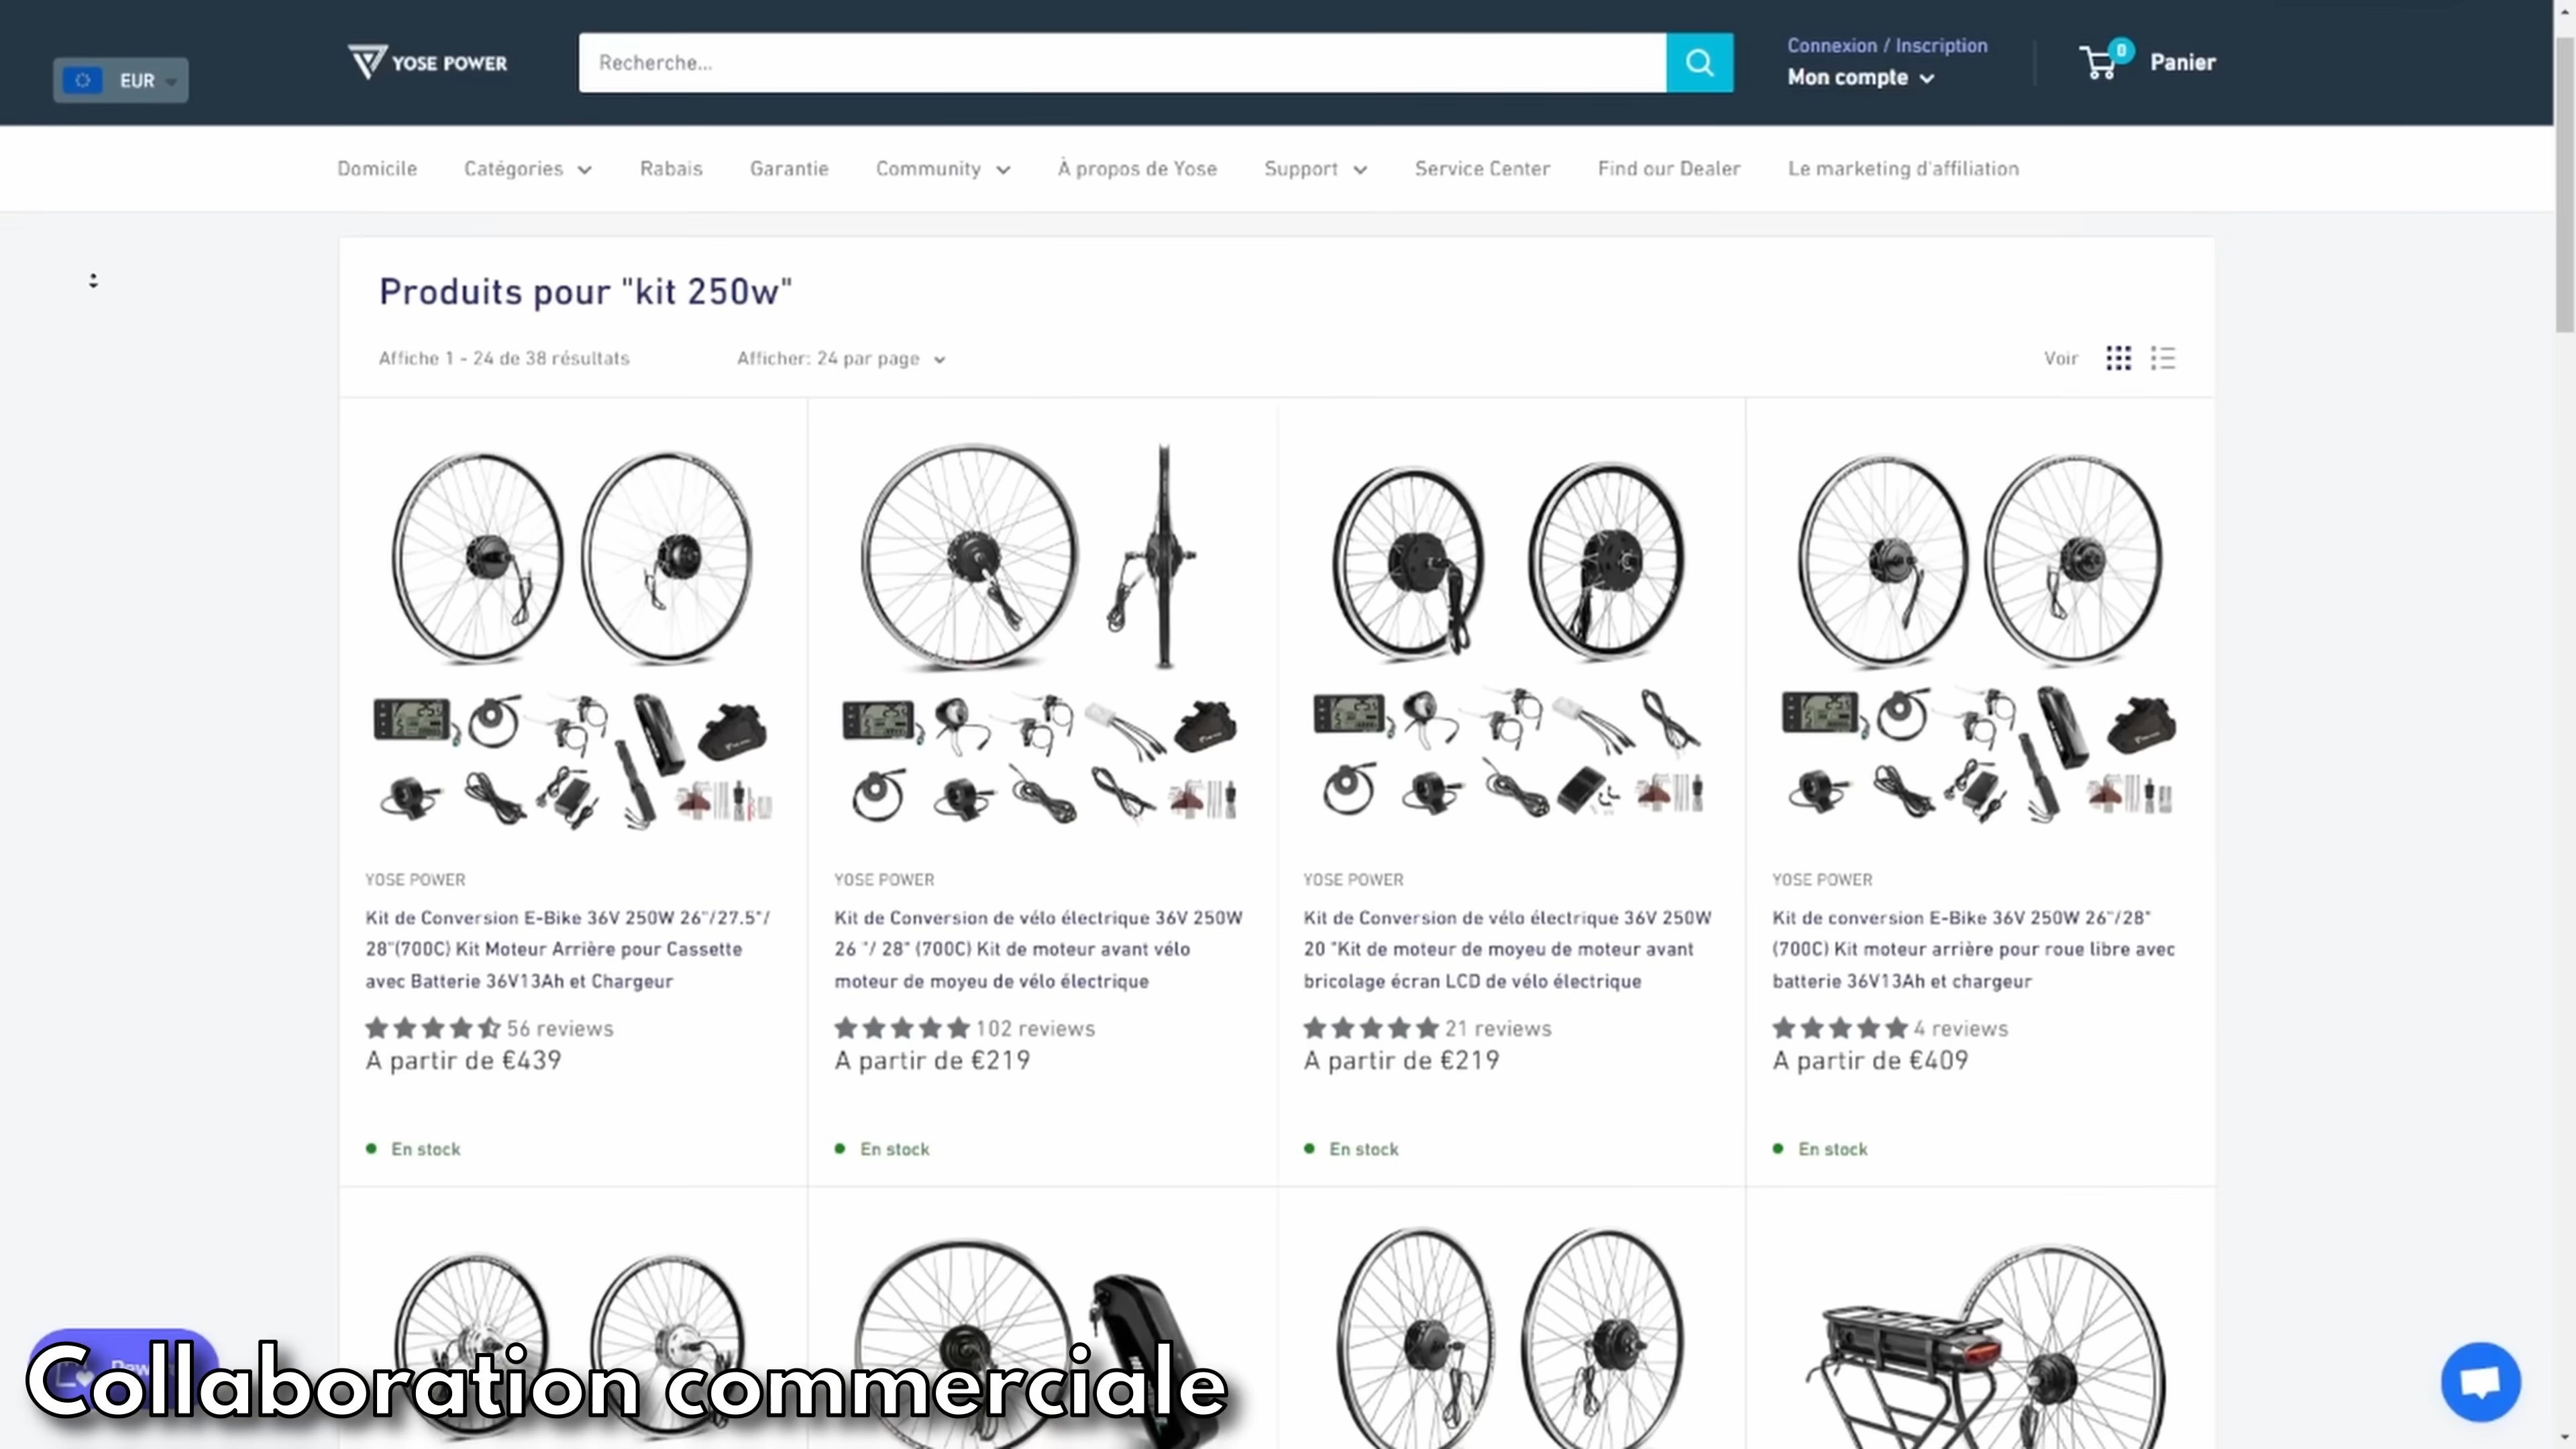 EUR
YOSE POWER
Recherche...
Connexion / Inscription
Mon compte
0
Panier
Domicile Catégories Rabais Garantie Community À propos de Yose Support Service Center Find our Dealer Le marketing d'affiliation
Produits pour "kit 250w"
Affiche 1 - 24 de 38 résultats Afficher: 24 par page Voir
YOSE POWER
Kit de Conversion E-Bike 36V 250W 26"/27.5"/
28"(700C) Kit Moteur Arrière pour Cassette
avec Batterie 36V13Ah et Chargeur
56 reviews
A partir de €439
En stock
YOSE POWER
Kit de Conversion de vélo électrique 36V 250W
26 "/ 28" (700C) Kit de moteur avant vélo
moteur de moyeu de vélo électrique
102 reviews
A partir de €219
En stock
YOSE POWER
Kit de Conversion de vélo électrique 36V 250W
20 "Kit de moteur de moyeu de moteur avant
bricolage écran LCD de vélo électrique
21 reviews
A partir de €219
En stock
YOSE POWER
Kit de conversion E-Bike 36V 250W 26"/28"
(700C) Kit moteur arrière pour roue libre avec
batterie 36V13Ah et chargeur
4 reviews
A partir de €409
En stock
Collaboration commerciale